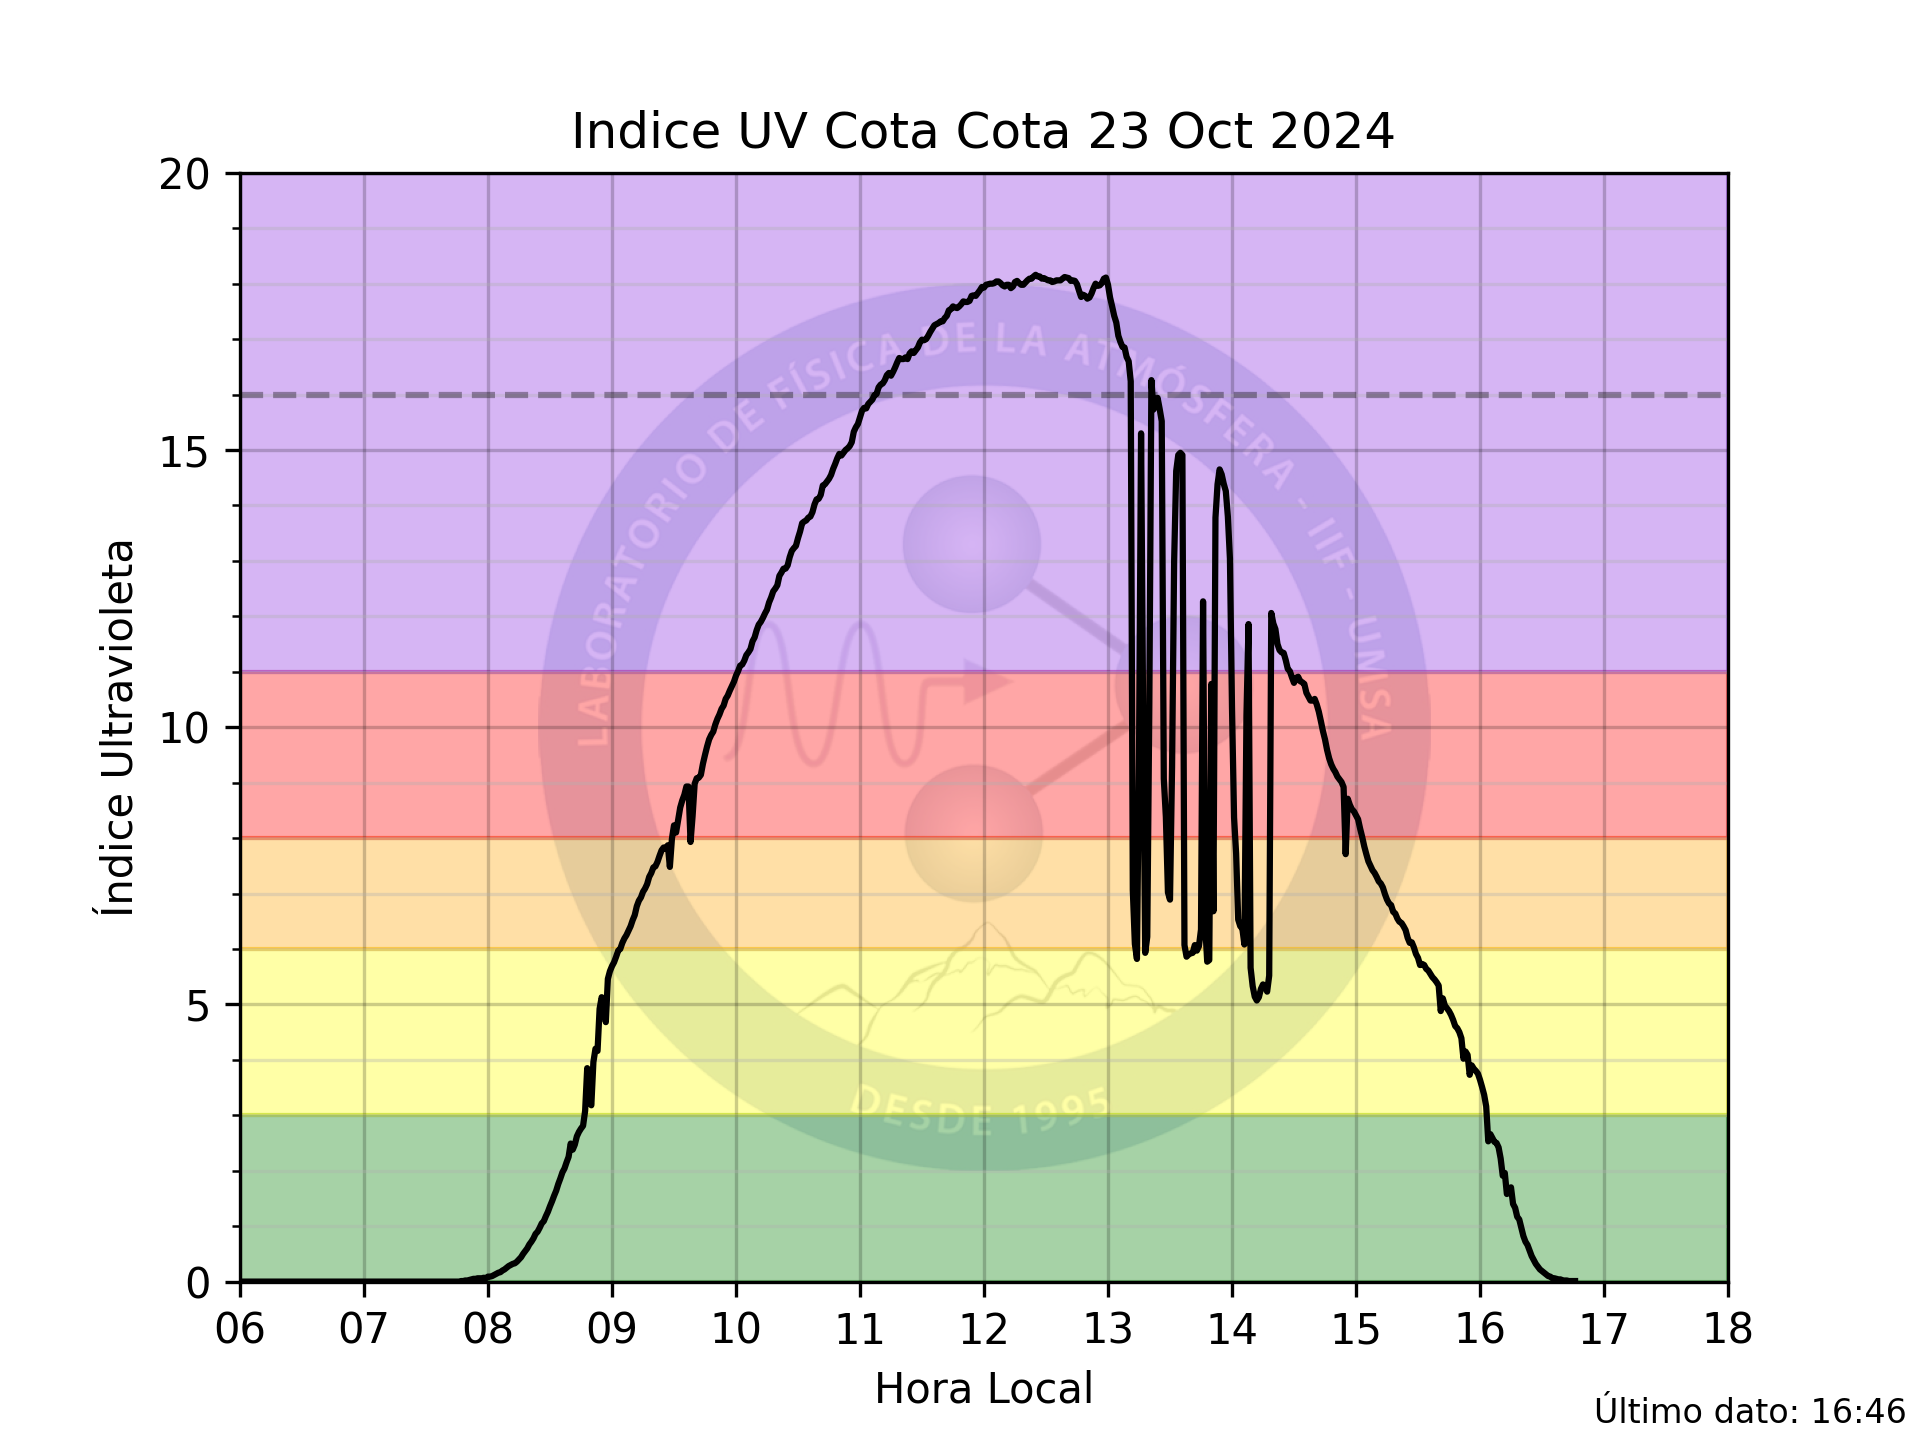 Indice UV Cota Cota 23 Oct 2024
20
15
10
5
0
Índice Ultravioleta
LABORATORIO DE FÍSICA DE LA ATMÓSFERA - IIF - UMSA
DESDE 1995
06 07 08 09 10 11 12 13 14 15 16 17 18
Hora Local
Último dato: 16:46